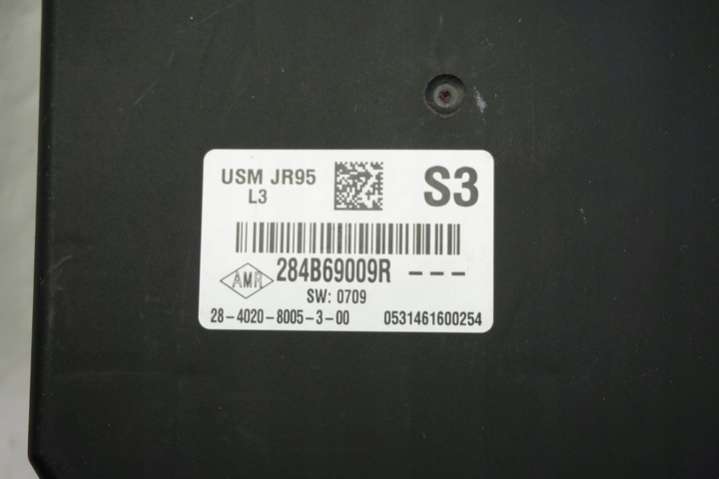 USM JR95
L3
S3
284B69009R ---
AMR
SW: 0709
28-4020-8005-3-00 0531461600254